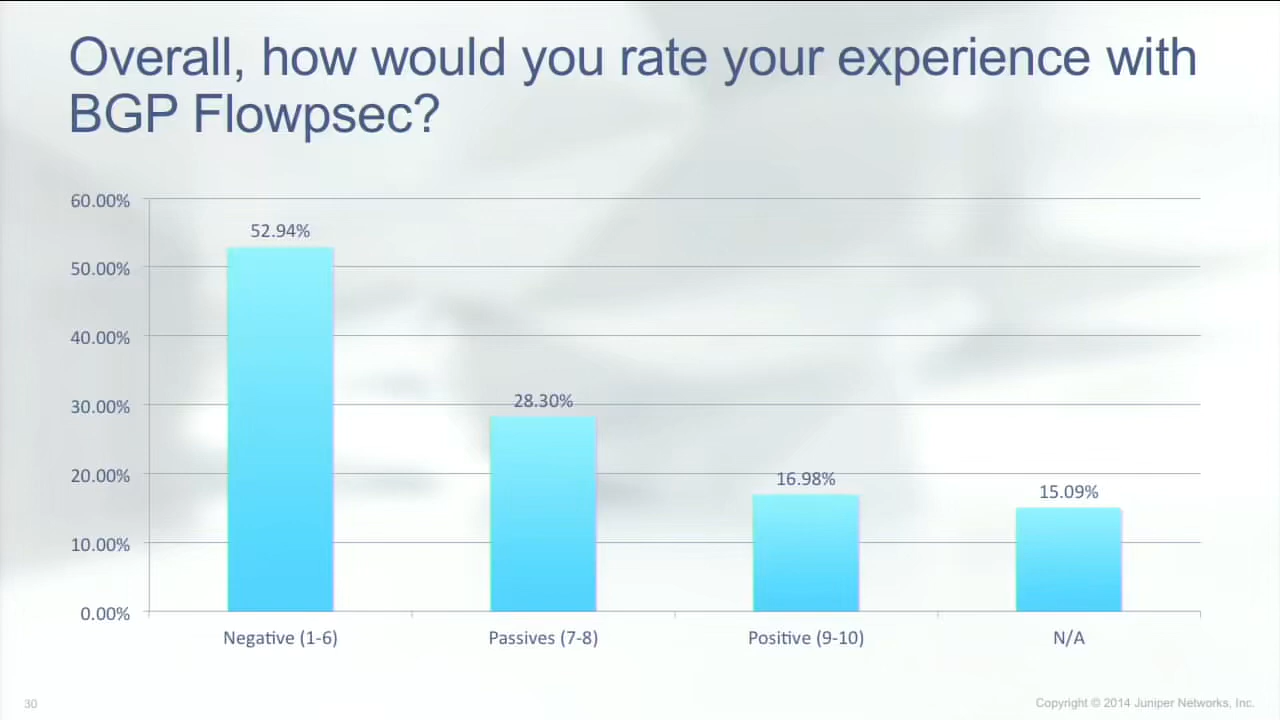 Overall, how would you rate your experience with
BGP Flowpsec?
60.00%
50.00%
40.00%
30.00%
20.00%
10.00%
0.00%
52.94%
28.30%
16.98%
15.09%
Negative (1-6)
Passives (7-8)
Positive (9-10)
N/A
30
Copyright © 2014 Juniper Networks, Inc.